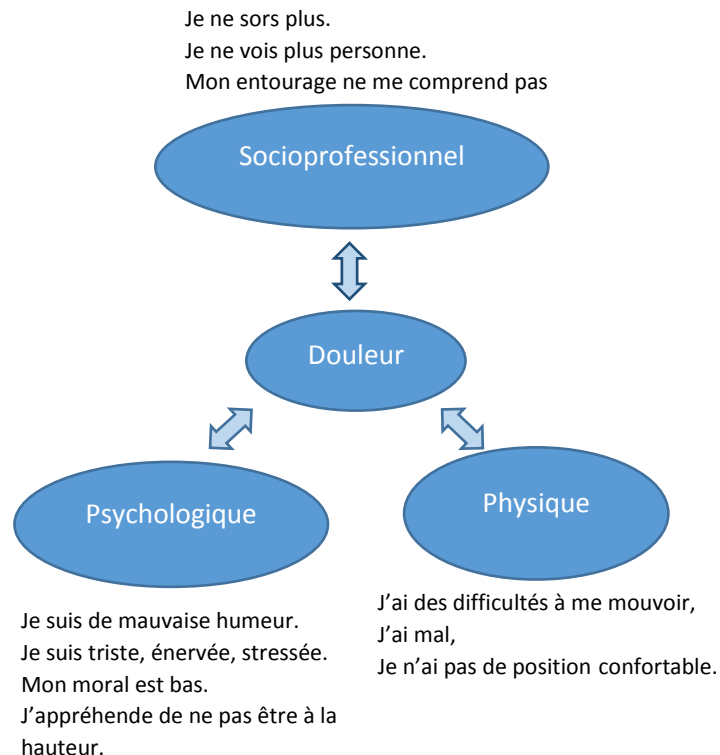 Je ne sors plus.
Je ne vois plus personne.
Mon entourage ne me comprend pas
Socioprofessionnel
Douleur
Psychologique
Physique
Je suis de mauvaise humeur.
Je suis triste, énervée, stressée.
Mon moral est bas.
J’appréhende de ne pas être à la
hauteur.
J’ai des difficultés à me mouvoir,
J’ai mal,
Je n’ai pas de position confortable.